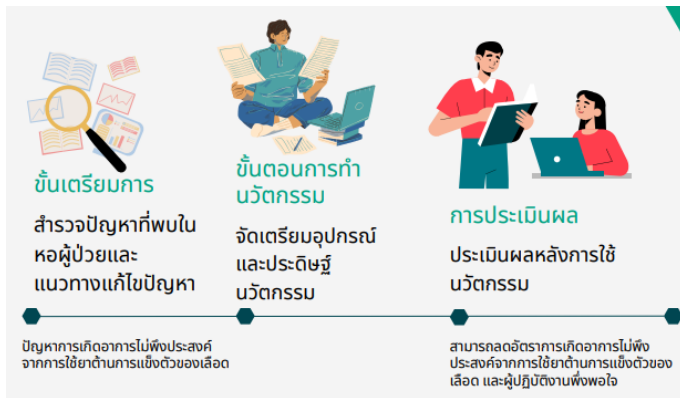 ขั้นเตรียมการ
สำรวจปัญหาที่พบใน
หอผู้ป่วยและ
แนวทางแก้ไขปัญหา
ขั้นตอนการทำ
นวัตกรรม
จัดเตรียมอุปกรณ์
และประดิษฐ์
นวัตกรรม
การประเมินผล
ประเมินผลหลังการใช้
นวัตกรรม
ปัญหาการเกิดอาการไม่พึงประสงค์
จากการใช้ยาต้านการแข็งตัวของเลือด
สามารถลดอัตราการเกิดอาการไม่พึง
ประสงค์จากการใช้ยาต้านการแข็งตัวของ
เลือด และผู้ปฏิบัติงานพึ่งพอใจ